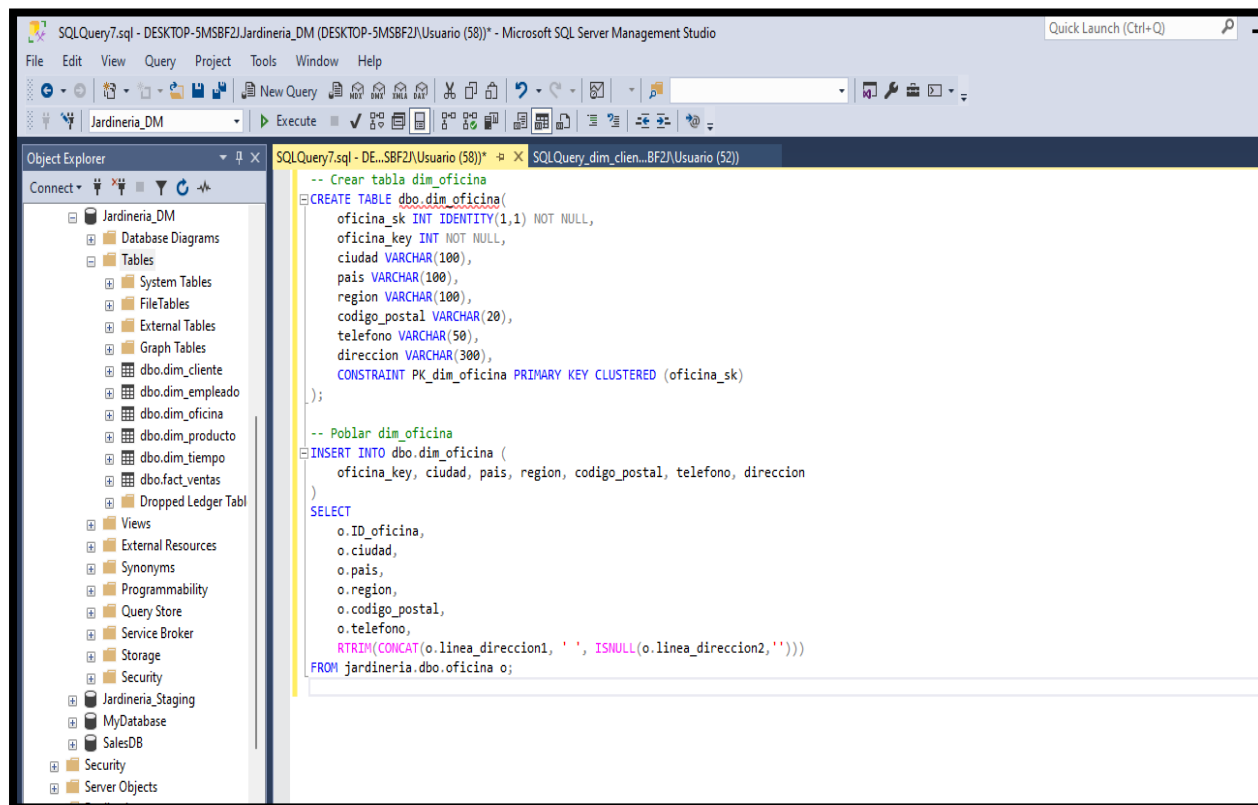 SQLQuery7.sql - DESKTOP-5MSBF2J.Jardineria_DM (DESKTOP-5MSBF2J\Usuario (58))* - Microsoft SQL Server Management Studio
Quick Launch (Ctrl+Q)
File Edit View Query Project Tools Window Help
New Query
Jardineria_DM
Execute
Object Explorer
Connect
Jardineria_DM
Database Diagrams
Tables
System Tables
FileTables
External Tables
Graph Tables
dbo.dim_cliente
dbo.dim_empleado
dbo.dim_oficina
dbo.dim_producto
dbo.dim_tiempo
dbo.fact_ventas
Dropped Ledger Tabl
Views
External Resources
Synonyms
Programmability
Query Store
Service Broker
Storage
Security
Jardineria_Staging
MyDatabase
SalesDB
Security
Server Objects
SQLQuery7.sql - DE...SBF2J\Usuario (58))*
SQLQuery_dim_clien...BF2J\Usuario (52))
-- Crear tabla dim_oficina
CREATE TABLE dbo.dim_oficina(
oficina_sk INT IDENTITY(1,1) NOT NULL,
oficina_key INT NOT NULL,
ciudad VARCHAR(100),
pais VARCHAR(100),
region VARCHAR(100),
codigo_postal VARCHAR(20),
telefono VARCHAR(50),
direccion VARCHAR(300),
CONSTRAINT PK_dim_oficina PRIMARY KEY CLUSTERED (oficina_sk)
);
-- Poblar dim_oficina
INSERT INTO dbo.dim_oficina (
oficina_key, ciudad, pais, region, codigo_postal, telefono, direccion
)
SELECT
o.ID_oficina,
o.ciudad,
o.pais,
o.region,
o.codigo_postal,
o.telefono,
RTRIM(CONCAT(o.linea_direccion1, ' ', ISNULL(o.linea_direccion2,'')))
FROM jardineria.dbo.oficina o;